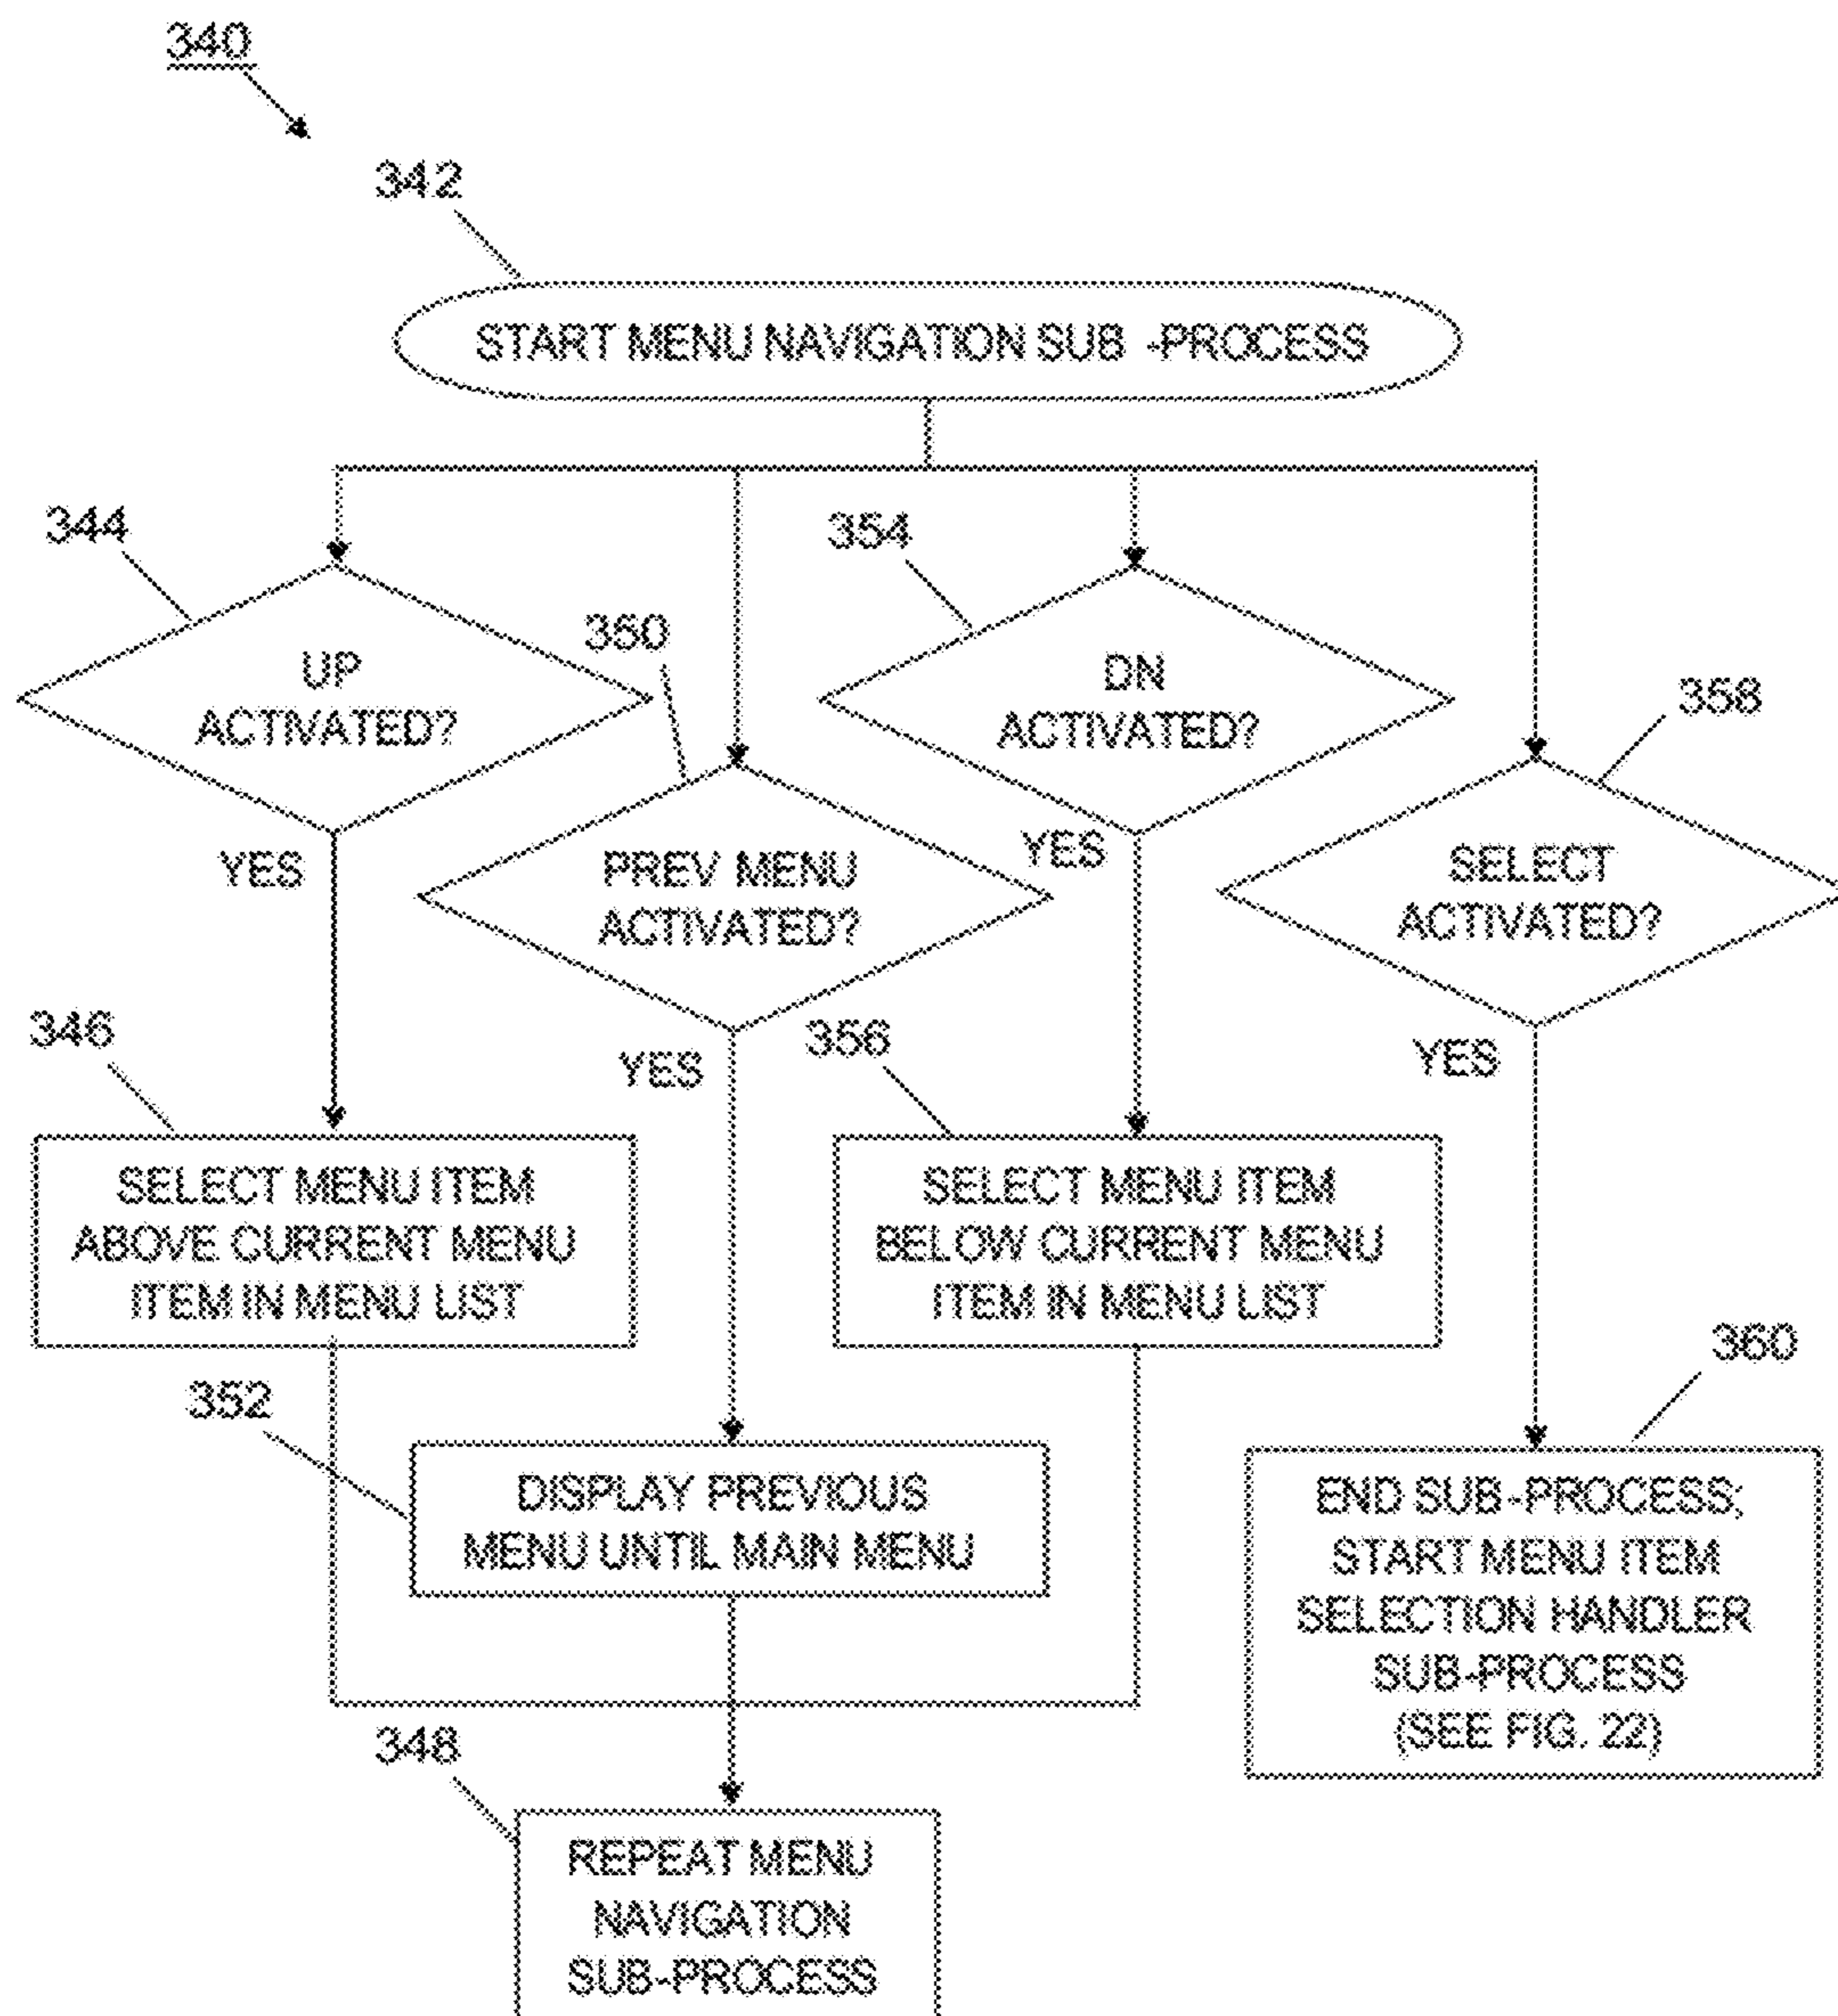 340
342
START MENU NAVIGATION SUB -PROCESS
344
UP
ACTIVATED?
YES
350
PREV MENU
ACTIVATED?
YES
354
DN
ACTIVATED?
YES
358
SELECT
ACTIVATED?
YES
346
SELECT MENU ITEM
ABOVE CURRENT MENU
ITEM IN MENU LIST
356
SELECT MENU ITEM
BELOW CURRENT MENU
ITEM IN MENU LIST
352
DISPLAY PREVIOUS
MENU UNTIL MAIN MENU
360
END SUB-PROCESS;
START MENU ITEM
SELECTION HANDLER
SUB-PROCESS
(SEE FIG. 22)
348
REPEAT MENU
NAVIGATION
SUB-PROCESS